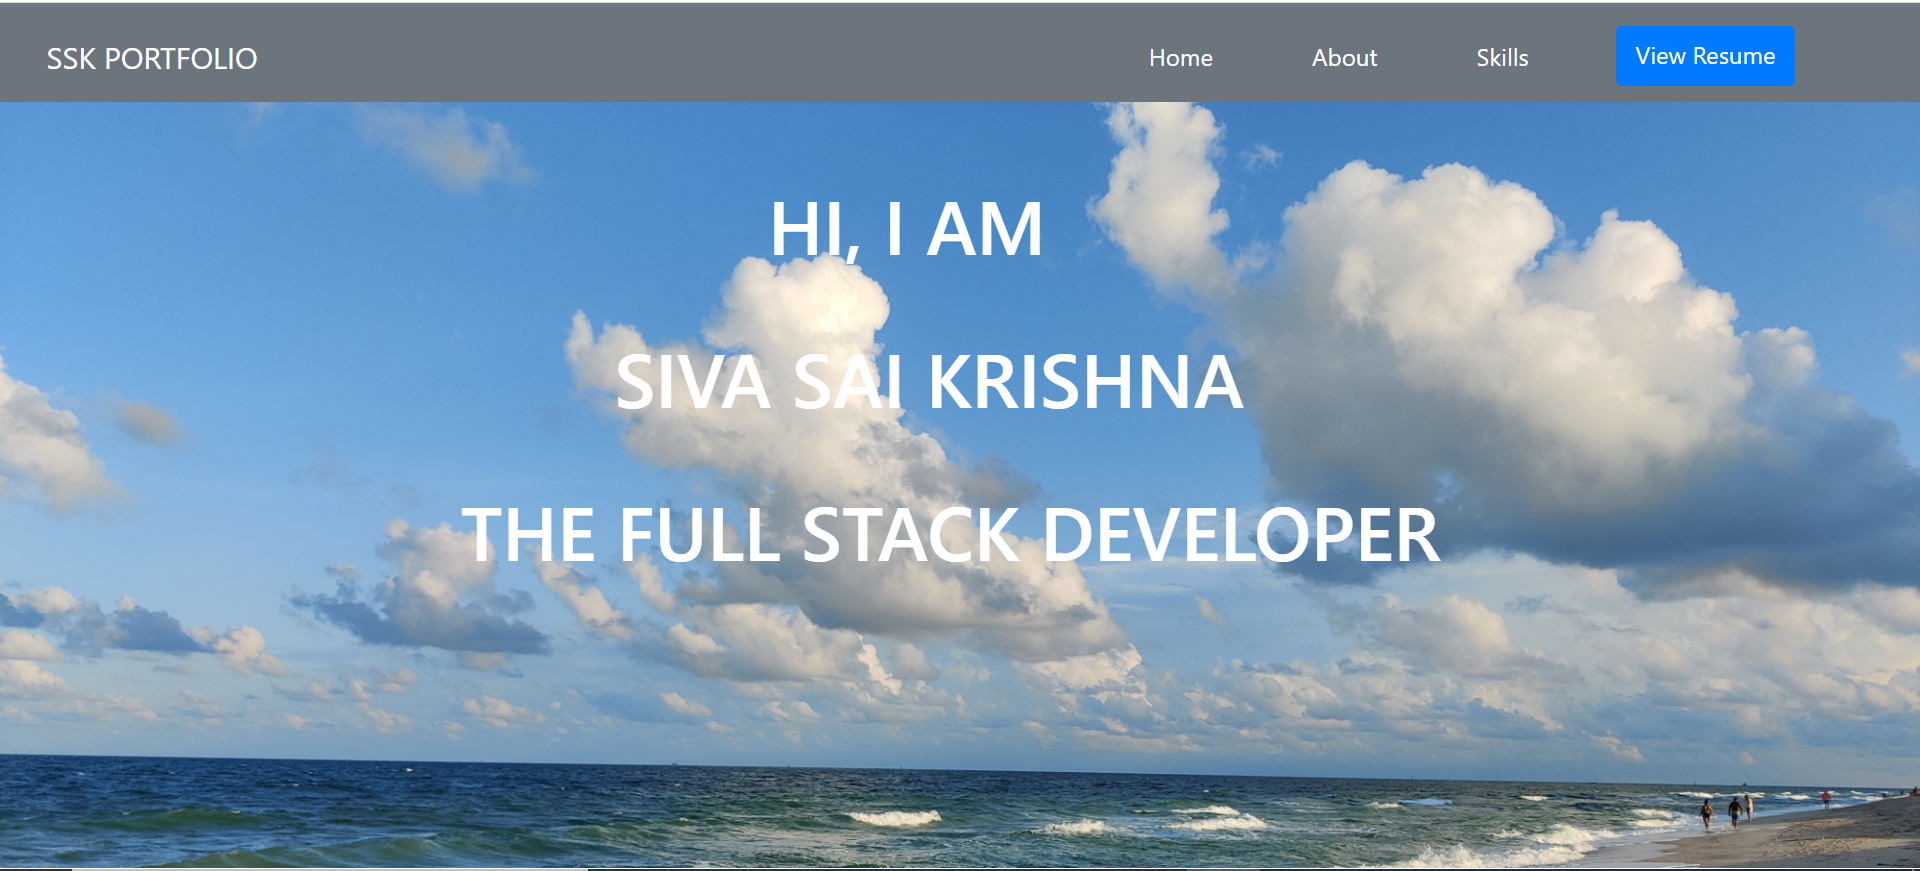 SSK PORTFOLIO
Home
About
Skills
View Resume
HI, I AM
SIVA SAI KRISHNA
THE FULL STACK DEVELOPER